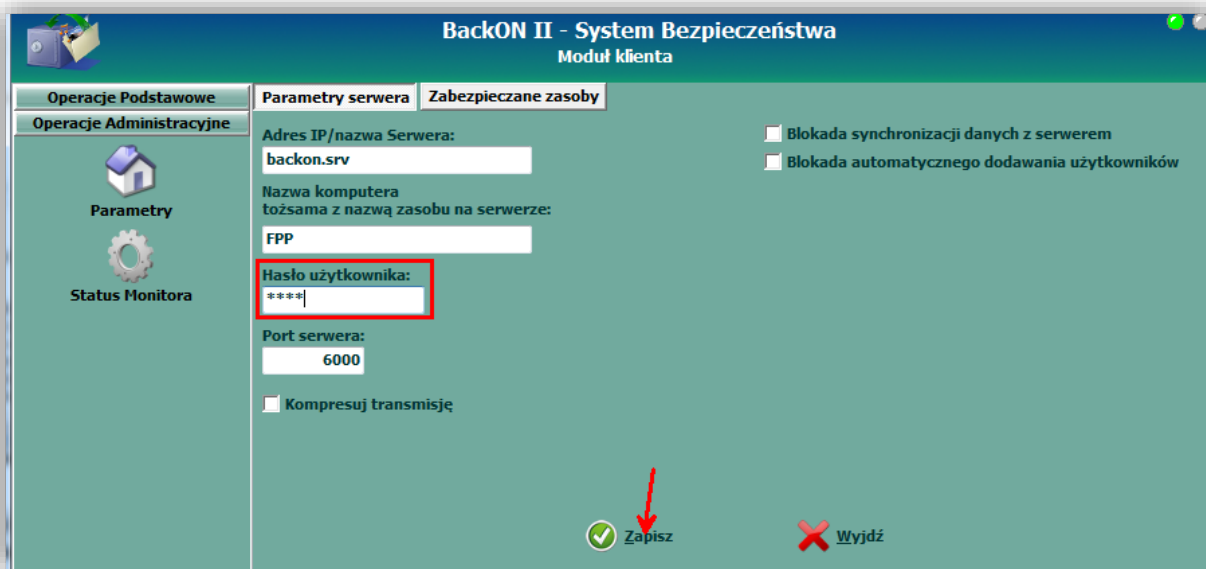 BackON II - System Bezpieczeństwa
Moduł klienta
Operacje Podstawowe
Operacje Administracyjne
Parametry
Status Monitora
Parametry serwera
Zabezpieczane zasoby
Adres IP/nazwa Serwera:
backon.srv
Nazwa komputera
tożsama z nazwą zasobu na serwerze:
FPP
Hasło użytkownika:
****
Port serwera:
6000
Kompresuj transmisję
Blokada synchronizacji danych z serwerem
Blokada automatycznego dodawania użytkowników
Zapisz
Wyjdź